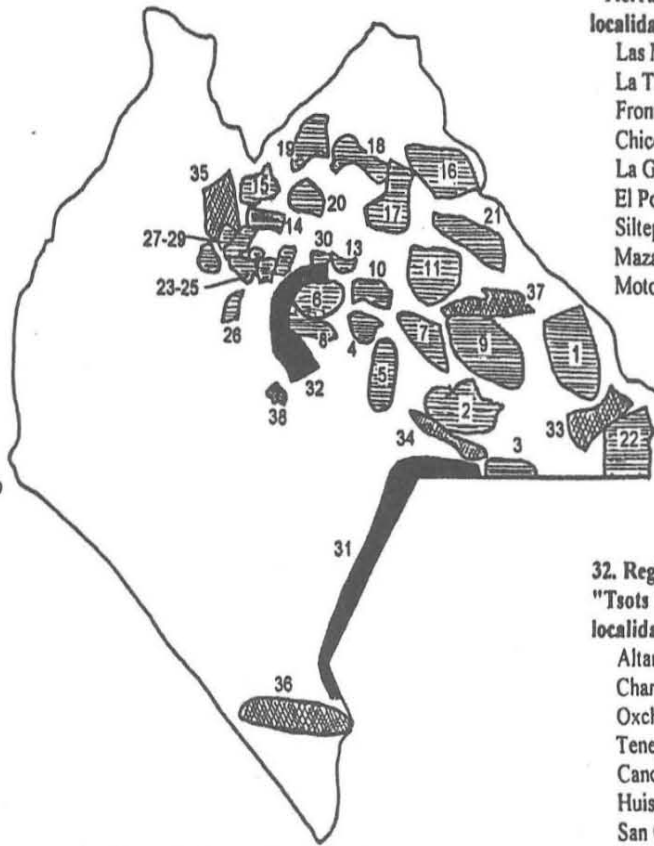 localida
Las
La T
Fron
Chic
La G
El Po
Siltep
Maza
Moto
19
18
16
35
15
20
17
21
14
27-29
30
13
23-25
10
11
37
6
26
8
4
7
9
1
5
32
38
2
34
33
3
22
31
36
32. Reg
"Tsots
localida
Altar
Char
Oxch
Tene
Canc
Huis
San